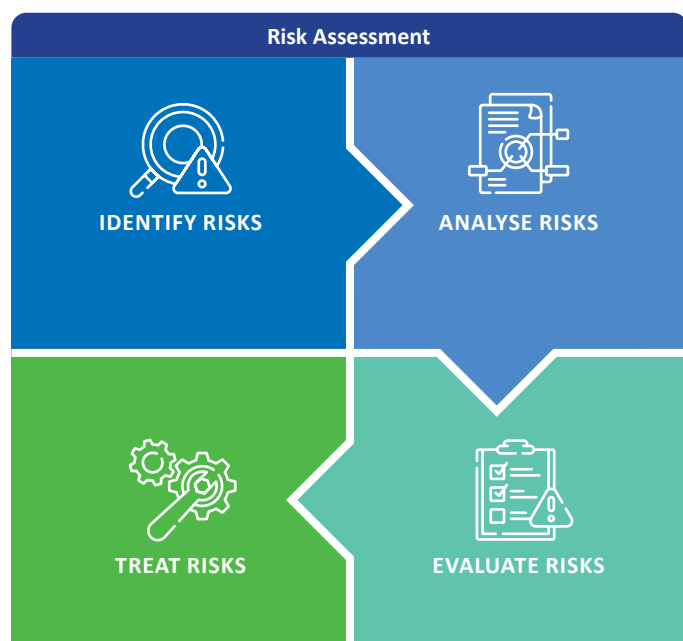 Risk Assessment
IDENTIFY RISKS
ANALYSE RISKS
TREAT RISKS
EVALUATE RISKS